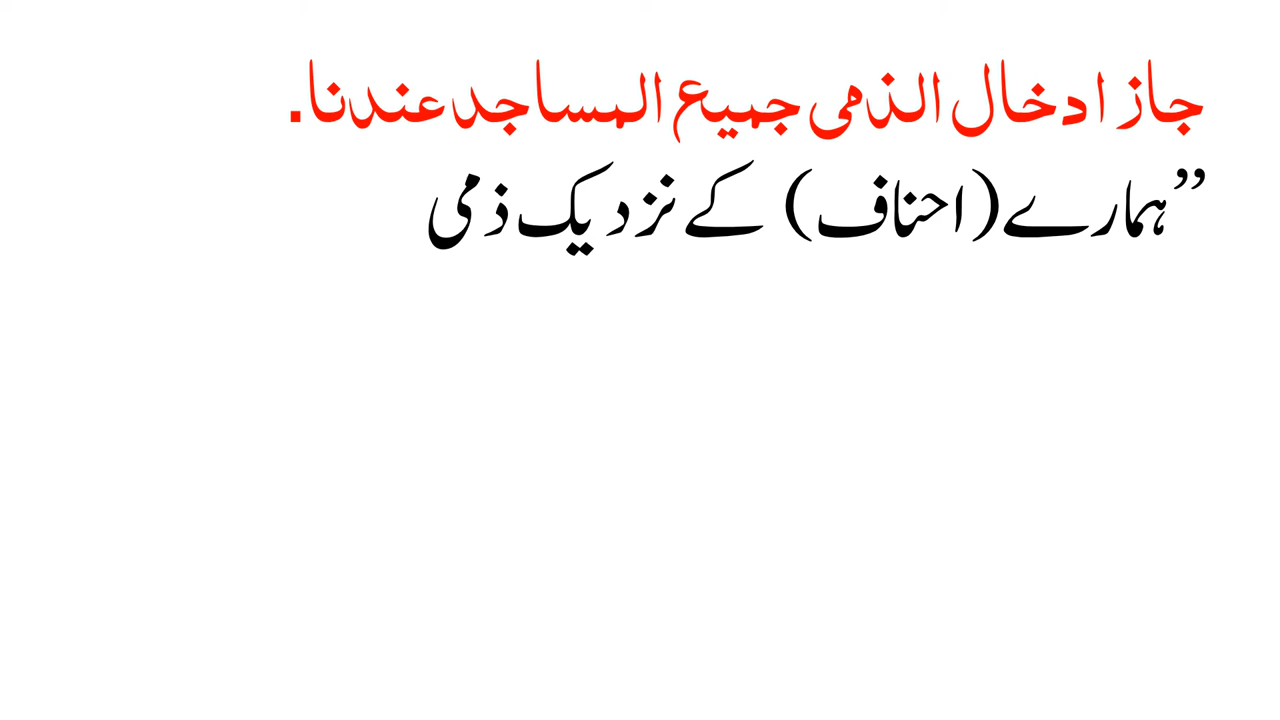 جاز ادخال الذمی جمیع المساجد عندنا.
’’ہمارے (احناف) کے نزدیک ذمی